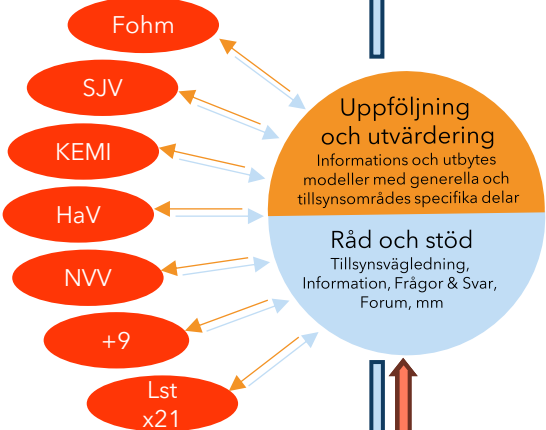 Fohm
SJV
KEMI
HaV
NVV
+9
Lst
x21
Uppföljning
och utvärdering
Informations och utbytes
modeller med generella och
tillsynsområdes specifika delar
Råd och stöd
Tillsynsvägledning,
Information, Frågor & Svar,
Forum, mm